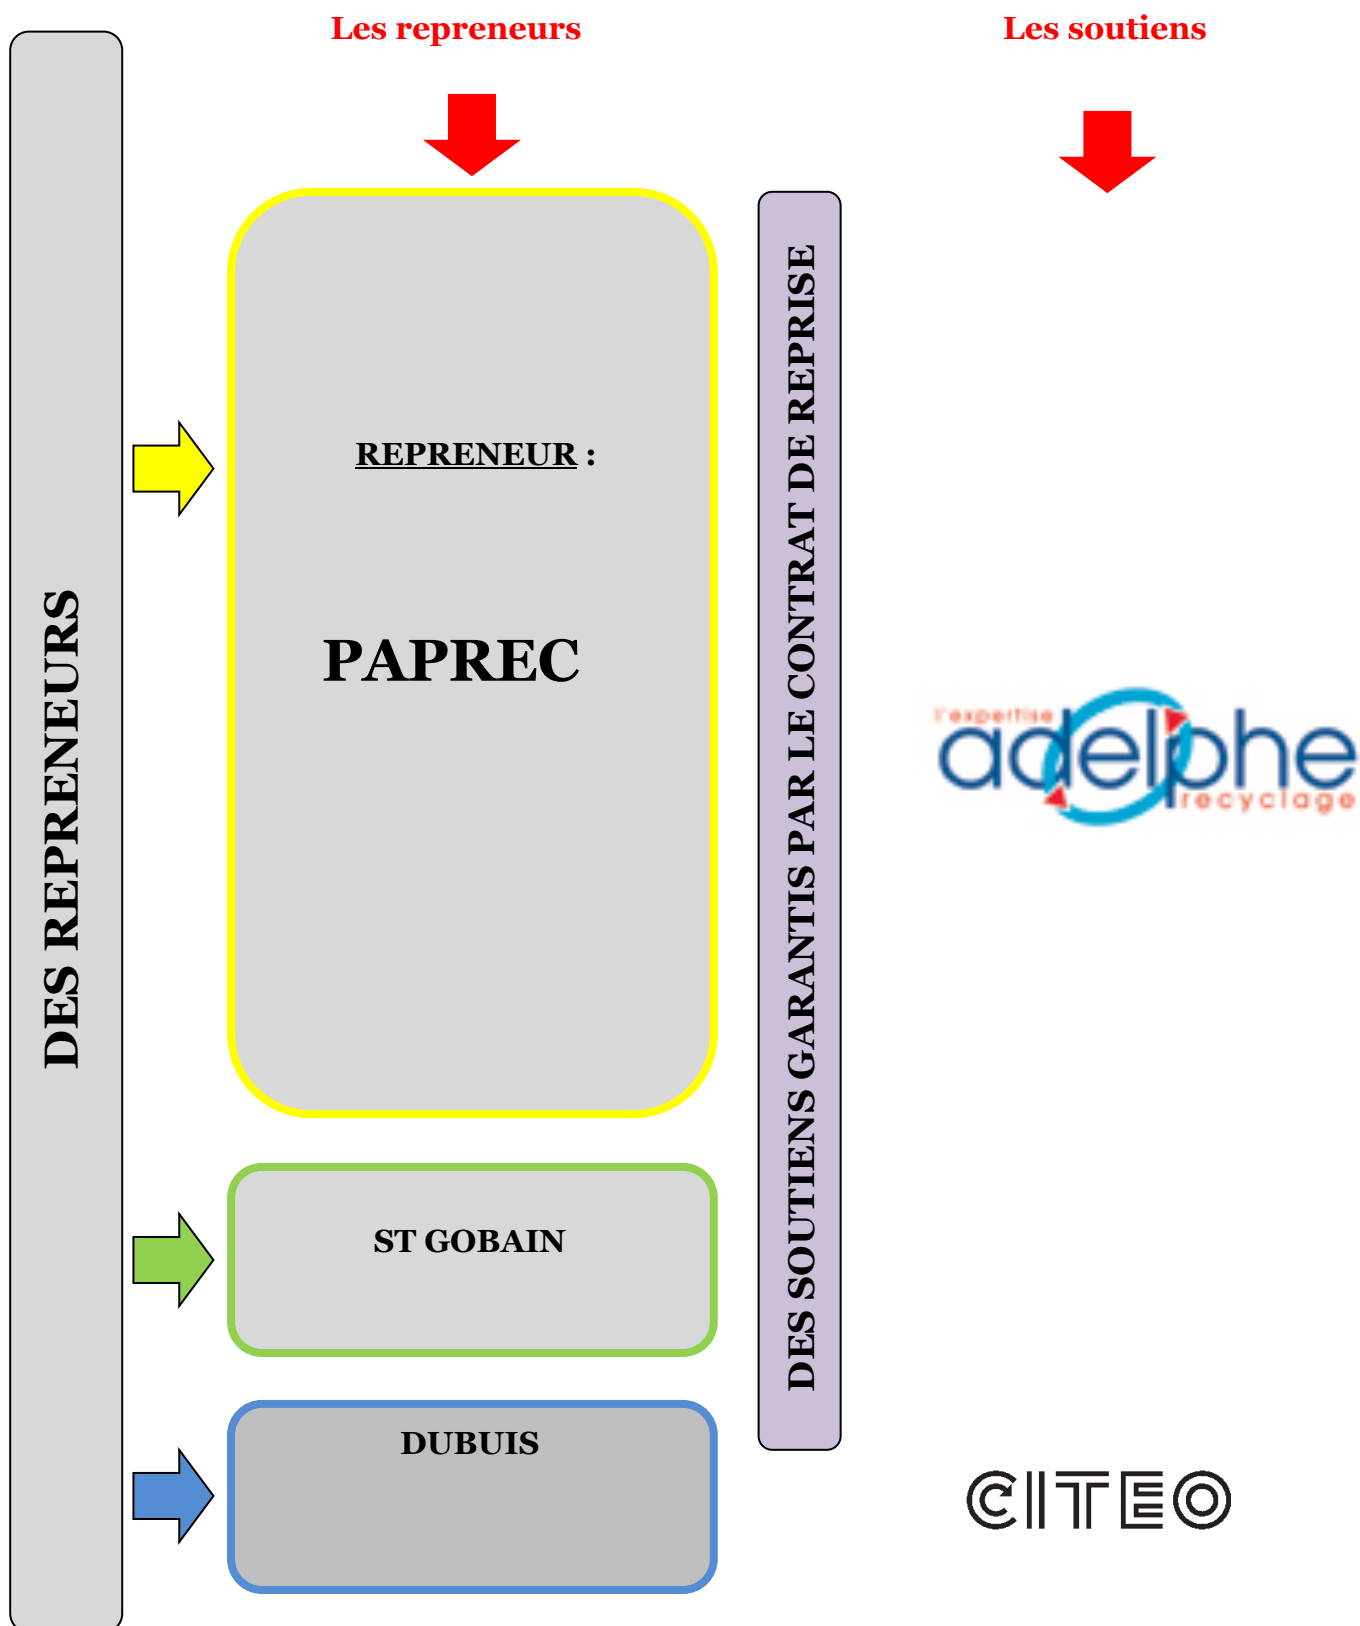 Les repreneurs
Les soutiens
DES REPRENEURS
REPRENEUR :
PAPREC
ST GOBAIN
DUBUIS
DES SOUTIENS GARANTIS PAR LE CONTRAT DE REPRISE
l'expertise
adelphe
recyclage
CITEO